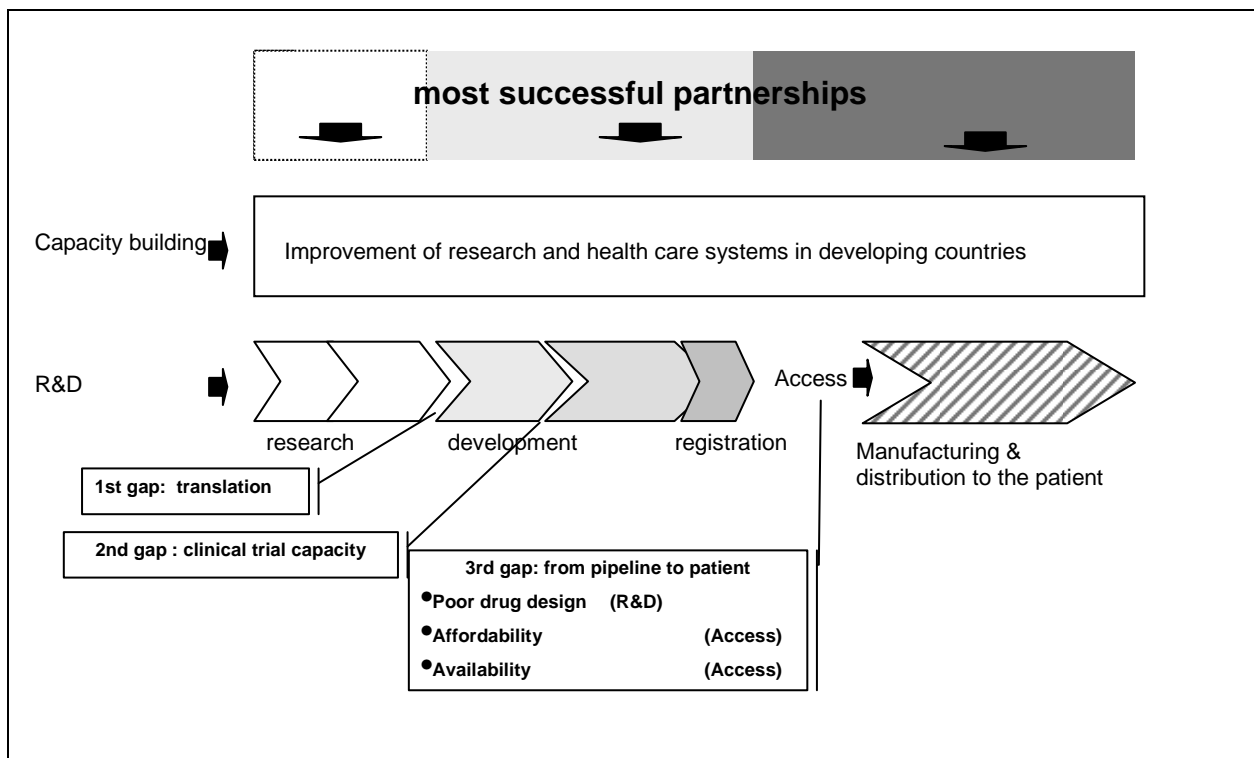 most successful partnerships
Capacity building
Improvement of research and health care systems in developing countries
R&D
Access
research
development
registration
Manufacturing &
distribution to the patient
1st gap: translation
2nd gap : clinical trial capacity
3rd gap: from pipeline to patient
•Poor drug design (R&D)
•Affordability (Access)
•Availability (Access)